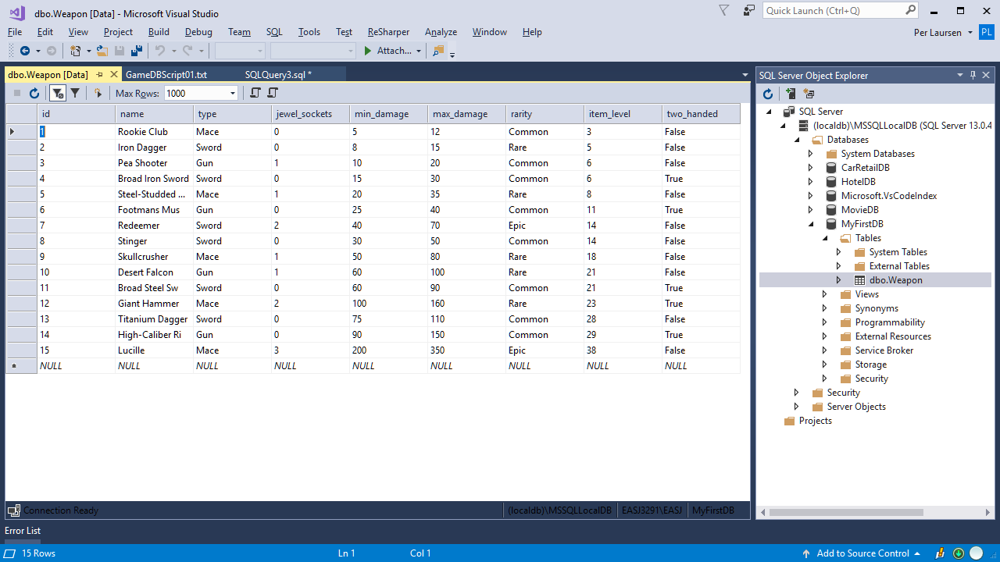 dbo.Weapon [Data] - Microsoft Visual Studio
Quick Launch (Ctrl+Q)
File Edit View Project Build Debug Team SQL Tools Test ReSharper Analyze Window Help
Per Laursen PL
Attach...
dbo.Weapon [Data] GameDBScript01.txt SQLQuery3.sql *
Max Rows: 1000
id name type jewel_sockets min_damage max_damage rarity item_level two_handed
1 Rookie Club Mace 0 5 12 Common 3 False
2 Iron Dagger Sword 0 8 15 Rare 5 False
3 Pea Shooter Gun 1 10 20 Common 6 False
4 Broad Iron Sword Sword 0 15 30 Common 6 True
5 Steel-Studded ... Mace 1 20 35 Rare 8 False
6 Footmans Mus Gun 0 25 40 Common 11 True
7 Redeemer Sword 2 40 70 Epic 14 False
8 Stinger Sword 0 30 50 Common 14 False
9 Skullcrusher Mace 1 50 80 Rare 18 False
10 Desert Falcon Gun 1 60 100 Rare 21 False
11 Broad Steel Sw Sword 0 60 90 Common 21 True
12 Giant Hammer Mace 2 100 160 Rare 23 True
13 Titanium Dagger Sword 0 75 110 Common 28 False
14 High-Caliber Ri Gun 0 90 150 Common 29 True
15 Lucille Mace 3 200 350 Epic 38 False
NULL NULL NULL NULL NULL NULL NULL NULL NULL
Connection Ready (localdb)\MSSQLLocalDB EASJ3291\EASJ MyFirstDB
SQL Server Object Explorer
SQL Server
(localdb)\MSSQLLocalDB (SQL Server 13.0.4
Databases
System Databases
CarRetailDB
HotelDB
Microsoft.VsCodeIndex
MovieDB
MyFirstDB
Tables
System Tables
External Tables
dbo.Weapon
Views
Synonyms
Programmability
External Resources
Service Broker
Storage
Security
Security
Server Objects
Projects
Error List
15 Rows Ln 1 Col 1 Add to Source Control